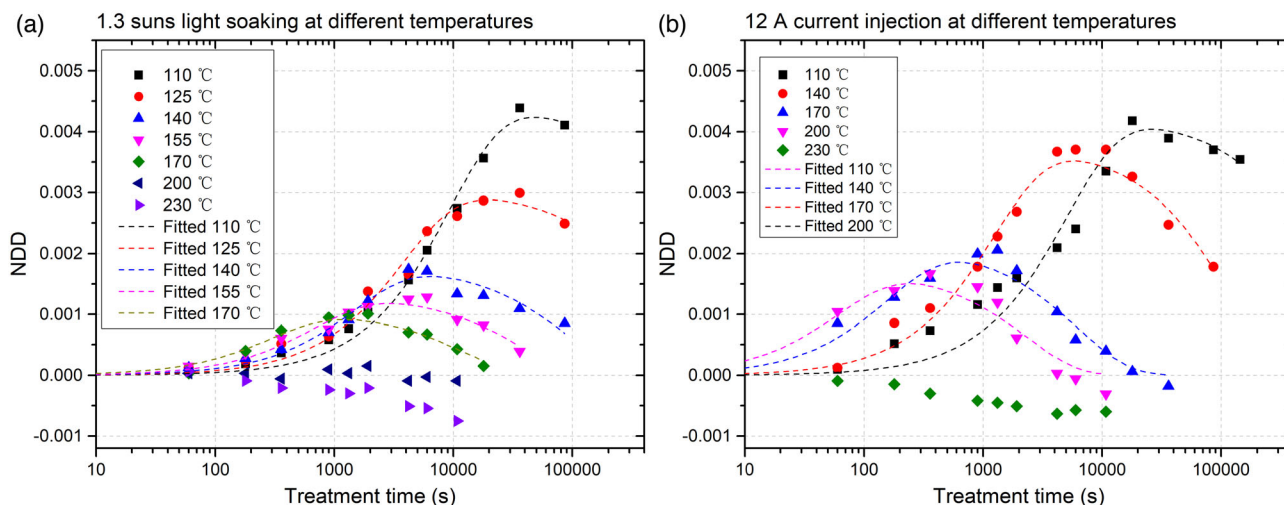 (a)
1.3 suns light soaking at different temperatures
NDD
0.005
0.004
0.003
0.002
0.001
0.000
-0.001
110 ℃
125 ℃
140 ℃
155 ℃
170 ℃
200 ℃
230 ℃
Fitted 110 ℃
Fitted 125 ℃
Fitted 140 ℃
Fitted 155 ℃
Fitted 170 ℃
10 100 1000 10000 100000
Treatment time (s)
(b)
12 A current injection at different temperatures
NDD
0.005
0.004
0.003
0.002
0.001
0.000
-0.001
110 ℃
140 ℃
170 ℃
200 ℃
230 ℃
Fitted 110 ℃
Fitted 140 ℃
Fitted 170 ℃
Fitted 200 ℃
10 100 1000 10000 100000
Treatment time (s)